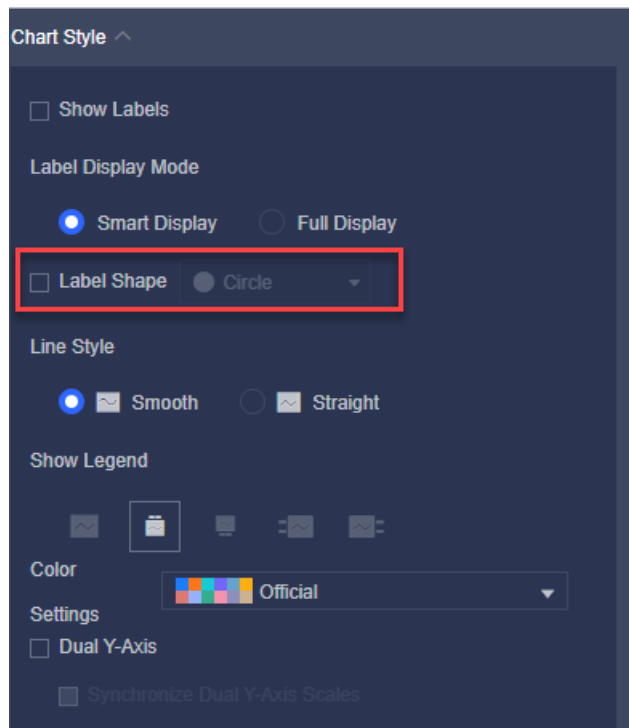 Chart Style
Show Labels
Label Display Mode
Smart Display Full Display
Label Shape Circle
Line Style
Smooth Straight
Show Legend
Color
Settings
Official
Dual Y-Axis
Synchronize Dual Y-Axis Scales